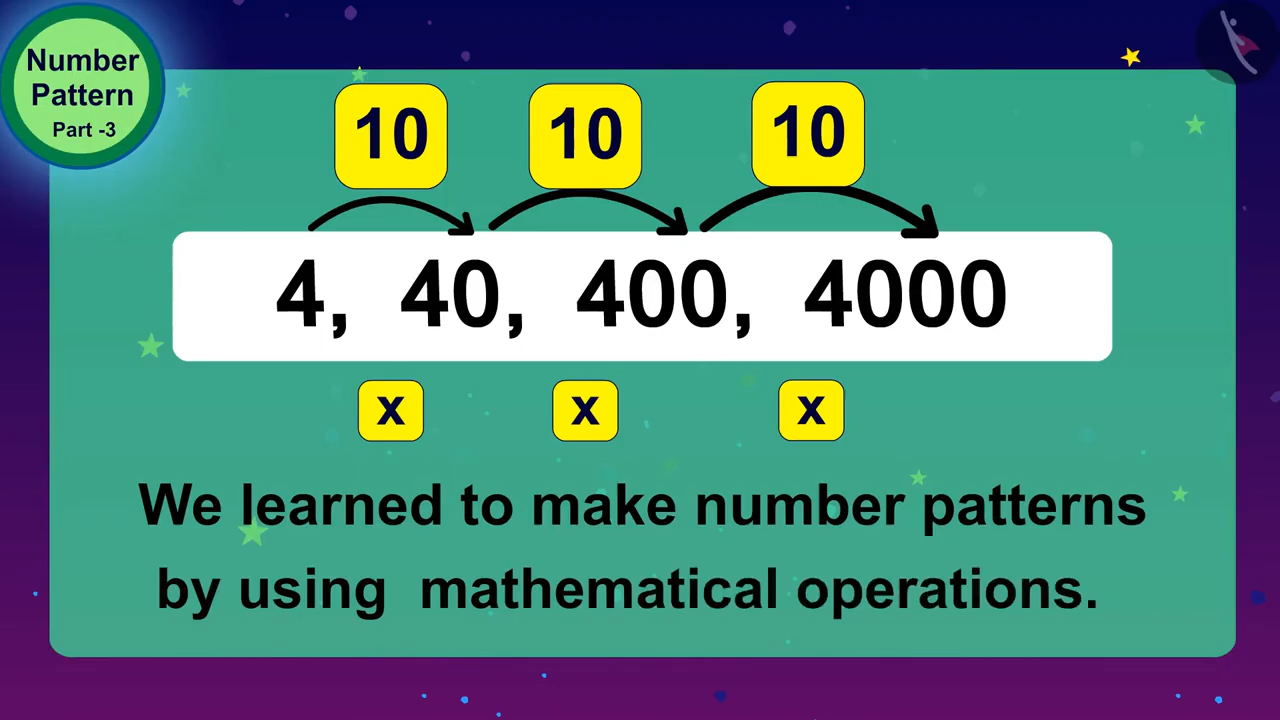 Number
Pattern
Part -3
10 10 10
4, 40, 400, 4000
x x x
We learned to make number patterns
by using mathematical operations.